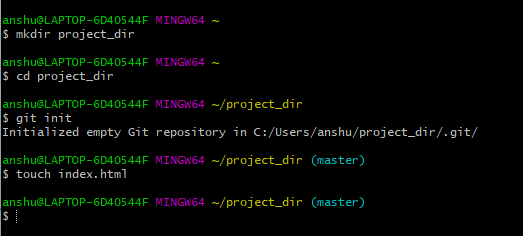 anshu@LAPTOP-6D40544F MINGW64 ~
$ mkdir project_dir
anshu@LAPTOP-6D40544F MINGW64 ~
$ cd project_dir
anshu@LAPTOP-6D40544F MINGW64 ~/project_dir
$ git init
Initialized empty Git repository in C:/Users/anshu/project_dir/.git/
anshu@LAPTOP-6D40544F MINGW64 ~/project_dir (master)
$ touch index.html
anshu@LAPTOP-6D40544F MINGW64 ~/project_dir (master)
$